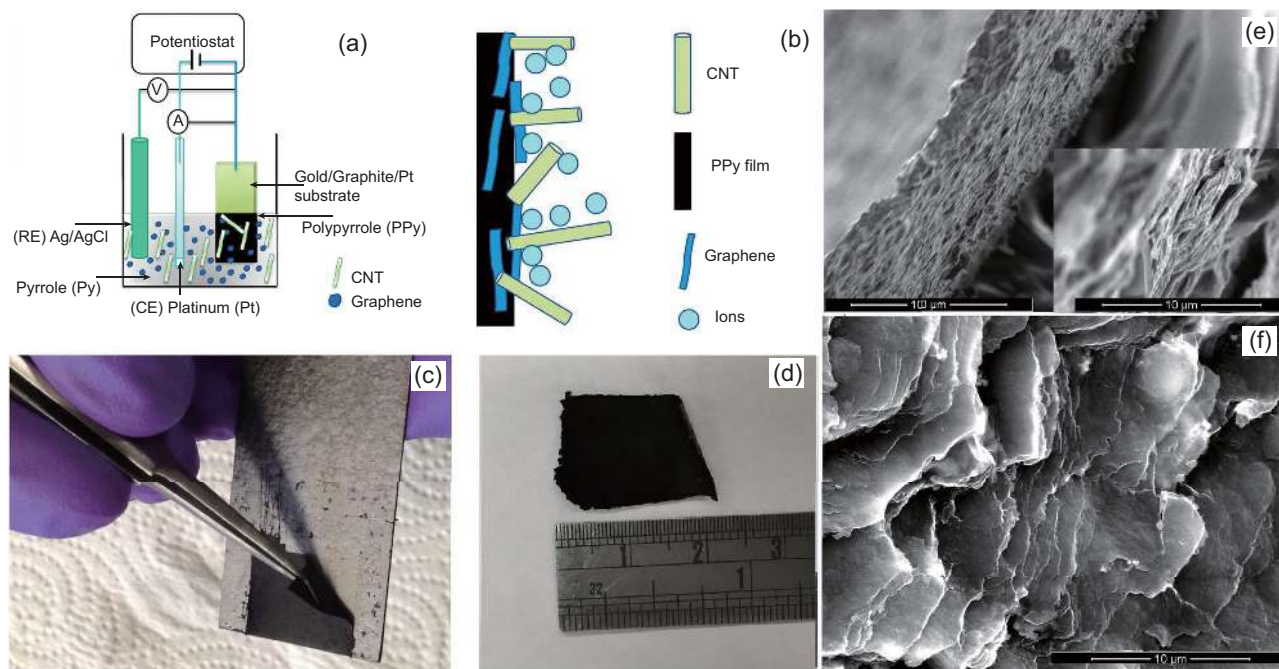 (a)
Potentiostat
V
A
Gold/Graphite/Pt
substrate
Polypyrrole (PPy)
(RE) Ag/AgCl
CNT
Pyrrole (Py)
Graphene
(CE) Platinum (Pt)
(b)
CNT
PPy film
Graphene
Ions
(e)
100 µm
10 µm
(c)
(d)
1 2 3
32
1
(f)
10 µm